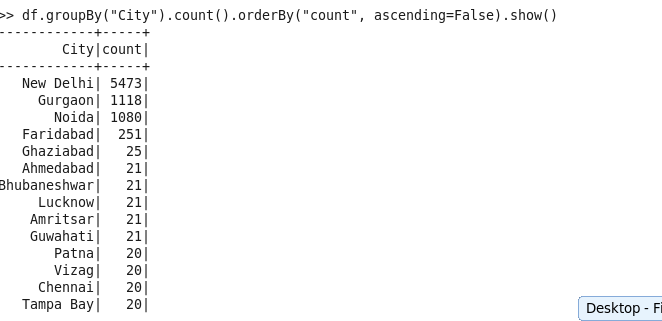 >> df.groupBy("City").count().orderBy("count", ascending=False).show()
------------+-----+
City|count|
------------+-----+
New Delhi| 5473|
Gurgaon| 1118|
Noida| 1080|
Faridabad| 251|
Ghaziabad| 25|
Ahmedabad| 21|
Bhubaneshwar| 21|
Lucknow| 21|
Amritsar| 21|
Guwahati| 21|
Patna| 20|
Vizag| 20|
Chennai| 20|
Tampa Bay| 20|
Desktop - Fi